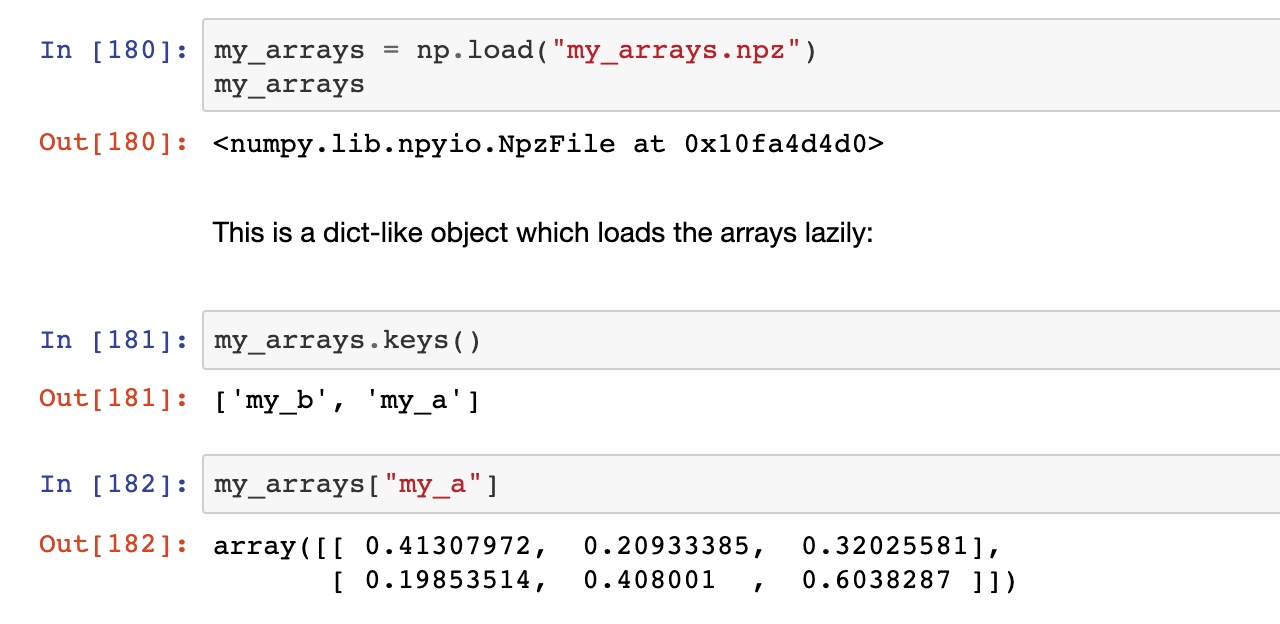 In [180]: my_arrays = np.load("my_arrays.npz")
my_arrays
Out[180]: <numpy.lib.npyio.NpzFile at 0x10fa4d4d0>
This is a dict-like object which loads the arrays lazily:
In [181]: my_arrays.keys()
Out[181]: ['my_b', 'my_a']
In [182]: my_arrays["my_a"]
Out[182]: array([[ 0.41307972,  0.20933385,  0.32025581],
       [ 0.19853514,  0.408001  ,  0.6038287 ]])